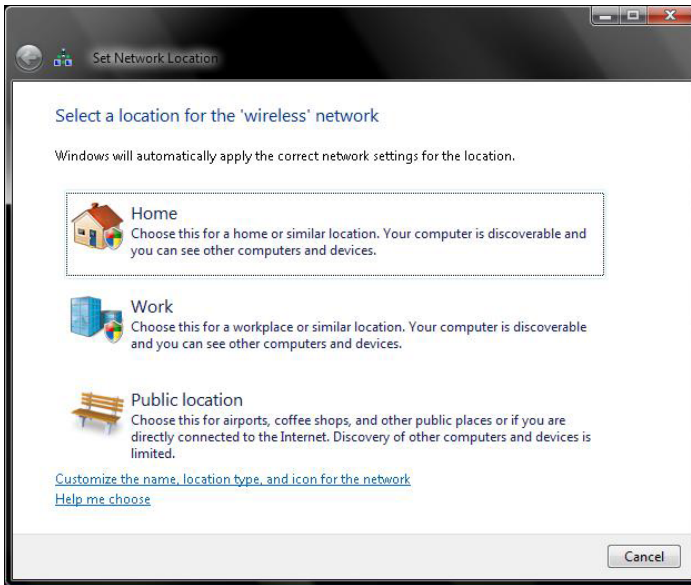 Set Network Location
Select a location for the 'wireless' network
Windows will automatically apply the correct network settings for the location.
Home
Choose this for a home or similar location. Your computer is discoverable and
you can see other computers and devices.
Work
Choose this for a workplace or similar location. Your computer is discoverable
and you can see other computers and devices.
Public location
Choose this for airports, coffee shops, and other public places or if you are
directly connected to the Internet. Discovery of other computers and devices is
limited.
Customize the name, location type, and icon for the network
Help me choose
Cancel